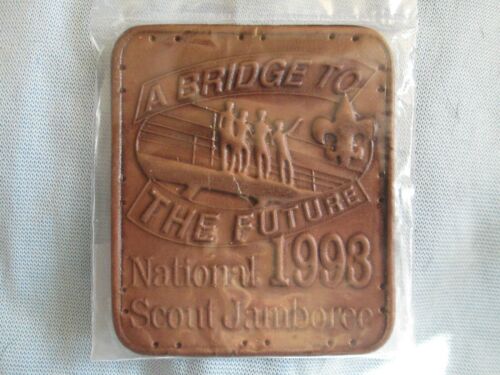 A BRIDGE TO
THE FUTURE
National 1993
Scout Jamboree